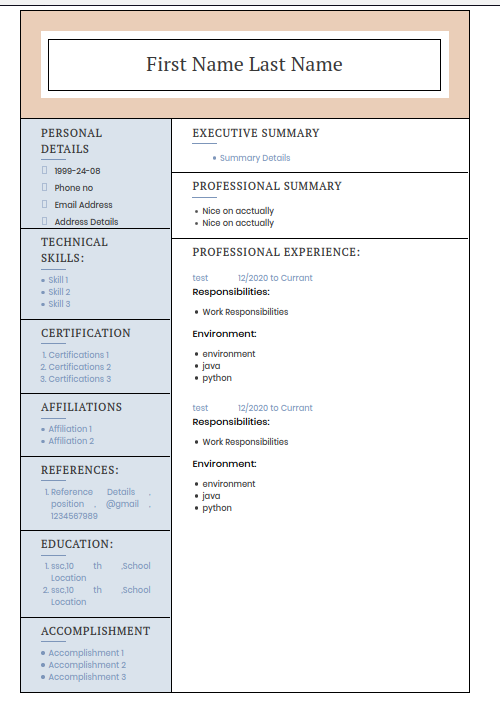 First Name Last Name
PERSONAL
DETAILS
1999-24-08
Phone no
Email Address
Address Details
TECHNICAL
SKILLS:
Skill 1
Skill 2
Skill 3
CERTIFICATION
1. Certifications 1
2. Certifications 2
3. Certifications 3
AFFILIATIONS
Affiliation 1
Affiliation 2
REFERENCES:
1. Reference Details ,
position , @gmail ,
1234567989
EDUCATION:
1. ssc,10 th ,School
Location
2. ssc,10 th ,School
Location
ACCOMPLISHMENT
Accomplishment 1
Accomplishment 2
Accomplishment 3
EXECUTIVE SUMMARY
Summary Details
PROFESSIONAL SUMMARY
Nice on acctually
Nice on acctually
PROFESSIONAL EXPERIENCE:
test 12/2020 to Currant
Responsibilities:
Work Responsibilities
Environment:
environment
java
python
test 12/2020 to Currant
Responsibilities:
Work Responsibilities
Environment:
environment
java
python